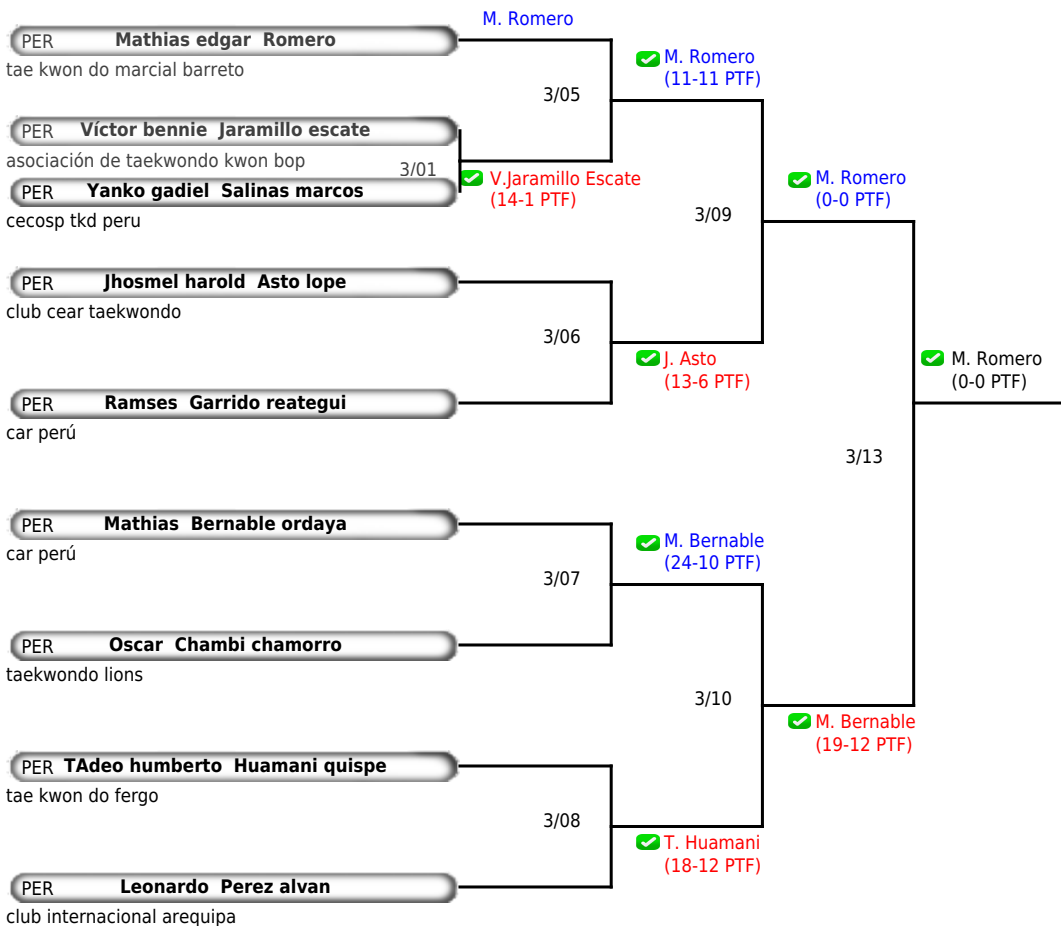 M. Romero
PER Mathias edgar Romero
tae kwon do marcial barreto
M. Romero
(11-11 PTF)
3/05
PER Víctor bennie Jaramillo escate
asociación de taekwondo kwon bop
3/01
V.Jaramillo Escate
(14-1 PTF)
PER Yanko gadiel Salinas marcos
cecosp tkd peru
M. Romero
(0-0 PTF)
3/09
PER Jhosmel harold Asto lope
club cear taekwondo
3/06
J. Asto
(13-6 PTF)
M. Romero
(0-0 PTF)
PER Ramses Garrido reategui
car perú
3/13
PER Mathias Bernable ordaya
car perú
M. Bernable
(24-10 PTF)
3/07
PER Oscar Chambi chamorro
taekwondo lions
3/10
M. Bernable
(19-12 PTF)
PER TAdeo humberto Huamani quispe
tae kwon do fergo
3/08
T. Huamani
(18-12 PTF)
PER Leonardo Perez alvan
club internacional arequipa